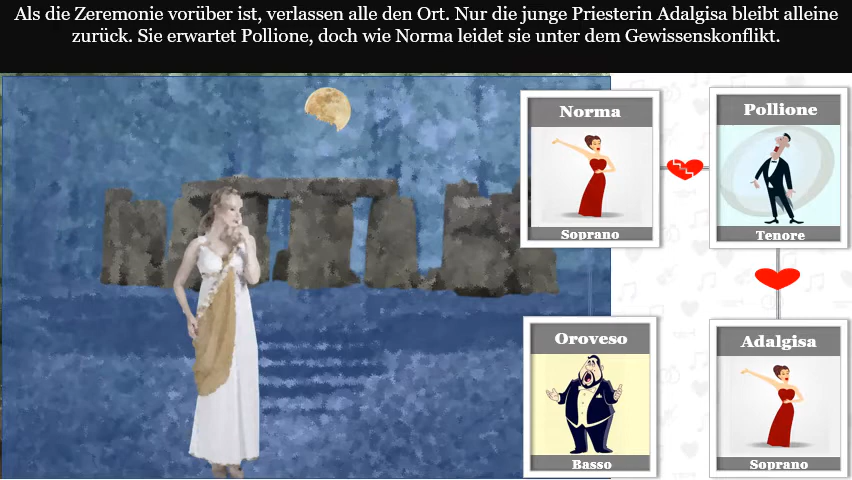 Als die Zeremonie vorüber ist, verlassen alle den Ort. Nur die junge Priesterin Adalgisa bleibt alleine
zurück. Sie erwartet Pollione, doch wie Norma leidet sie unter dem Gewissenskonflikt.
Norma
Soprano
Pollione
Tenore
Oroveso
Basso
Adalgisa
Soprano